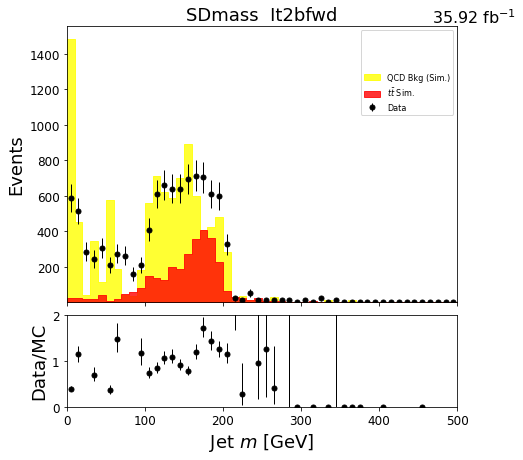 SDmass It2bfwd
35.92 fb⁻¹
QCD Bkg (Sim.)
tt̄ Sim.
Data
Events
1400
1200
1000
800
600
400
200
Data/MC
2
1
0
0 100 200 300 400 500
Jet m [GeV]